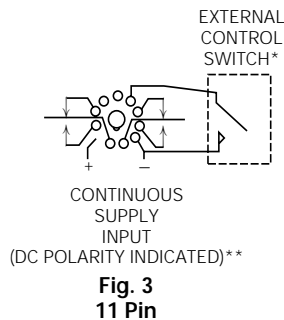 EXTERNAL
CONTROL
SWITCH*
+
−
CONTINUOUS
SUPPLY
INPUT
(DC POLARITY INDICATED)**
Fig. 3
11 Pin